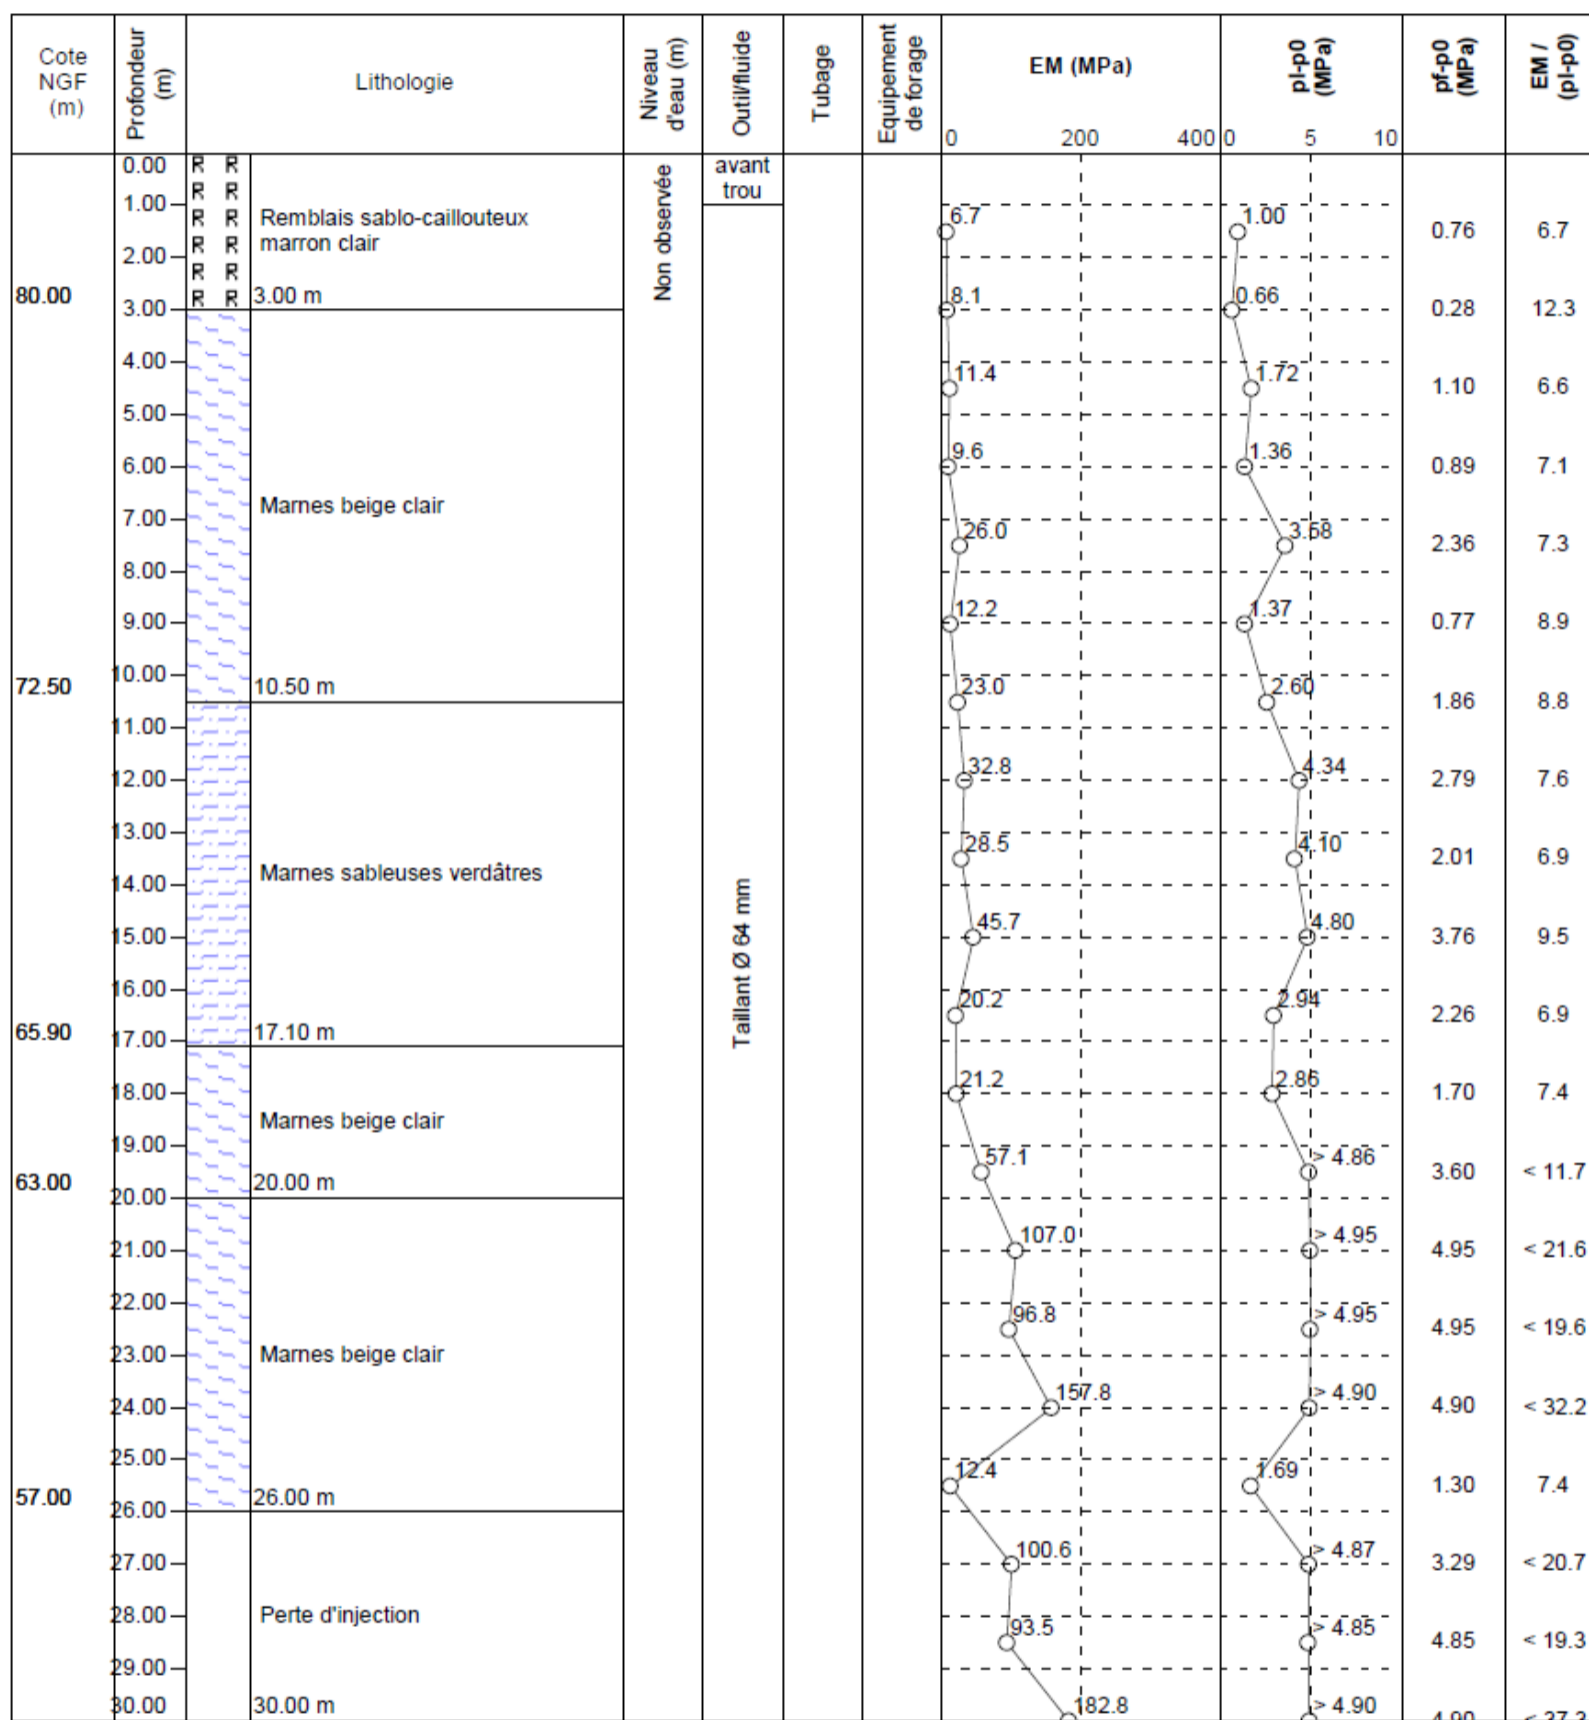 Cote NGF (m) Profondeur (m) Lithologie Niveau d'eau (m) Outil/fluide Tubage Equipement de forage EM (MPa) pl-p0 (MPa) pf-p0 (MPa) EM / (pl-p0)
0 200 400 0 5 10
0.00 R R avant trou
R R
1.00 R R Remblais sablo-caillouteux 6.7 1.00 0.76 6.7
R R marron clair Non observée
2.00 R R
80.00 R R 3.00 m 8.1 0.66 0.28 12.3
3.00
4.00 11.4 1.72 1.10 6.6
5.00
6.00 9.6 1.36 0.89 7.1
Marnes beige clair
7.00 26.0 3.58 2.36 7.3
8.00
9.00 12.2 1.37 0.77 8.9
10.00
72.50 10.50 m 23.0 2.60 1.86 8.8
11.00
12.00 32.8 4.34 2.79 7.6
13.00 28.5 4.10 2.01 6.9
Marnes sableuses verdâtres
14.00
15.00 45.7 4.80 3.76 9.5
Taillant Ø 64 mm
16.00 20.2 2.94 2.26 6.9
65.90 17.10 m
17.00
18.00 21.2 2.86 1.70 7.4
Marnes beige clair
19.00 57.1 > 4.86 3.60 < 11.7
63.00 20.00 m
20.00
21.00 107.0 > 4.95 4.95 < 21.6
22.00 96.8 > 4.95 4.95 < 19.6
23.00 Marnes beige clair
24.00 157.8 > 4.90 4.90 < 32.2
25.00 12.4 1.69 1.30 7.4
57.00 26.00 m
26.00
27.00 100.6 > 4.87 3.29 < 20.7
28.00 Perte d'injection 93.5 > 4.85 4.85 < 19.3
29.00
30.00 30.00 m 182.8 > 4.90 4.90 < 37.3